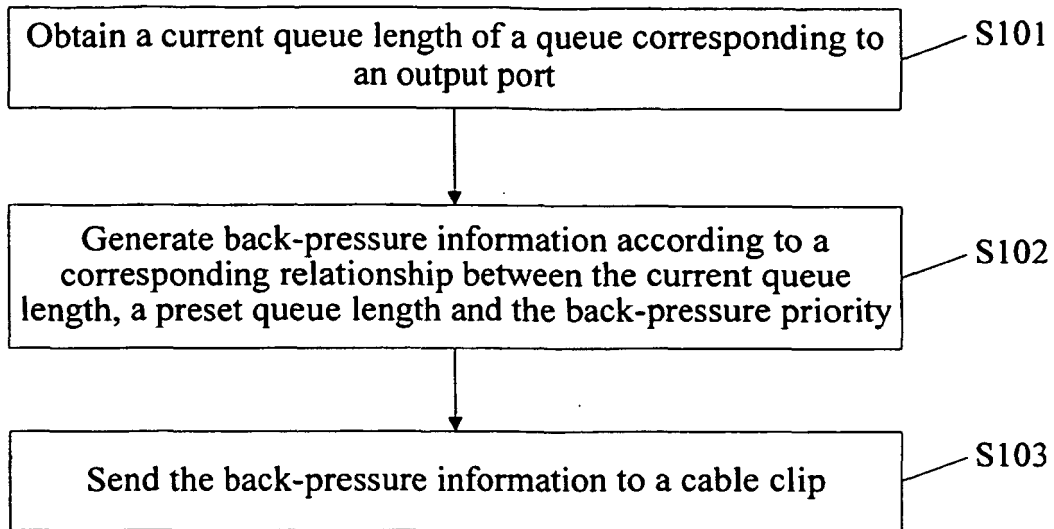 Obtain a current queue length of a queue corresponding to
an output port
S101
Generate back-pressure information according to a
corresponding relationship between the current queue
length, a preset queue length and the back-pressure priority
S102
Send the back-pressure information to a cable clip
S103